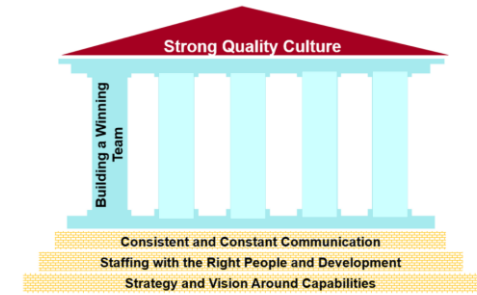 Strong Quality Culture
Building a Winning
Team
Consistent and Constant Communication
Staffing with the Right People and Development
Strategy and Vision Around Capabilities